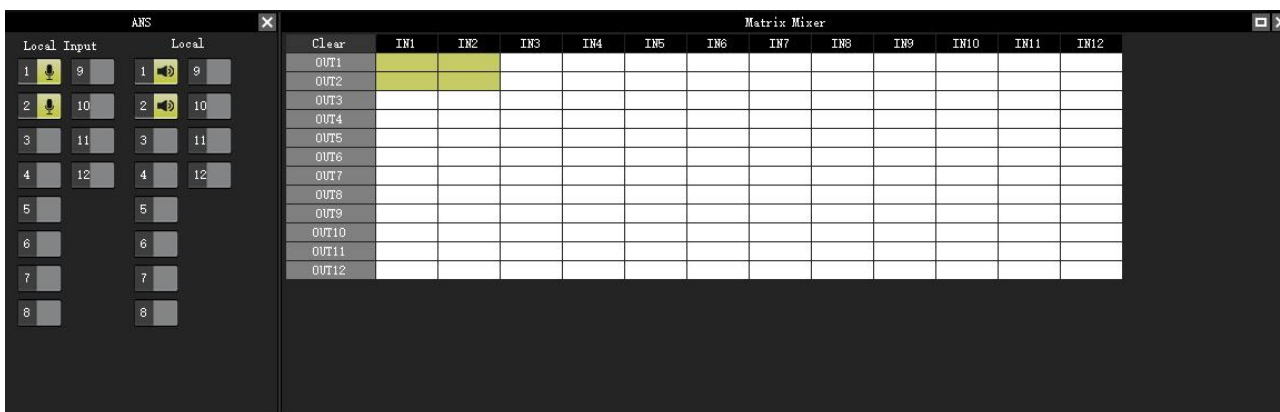 ANS
Local Input Local
1 9 1 9
2 10 2 10
3 11 3 11
4 12 4 12
5 5
6 6
7 7
8 8
Matrix Mixer
Clear IN1 IN2 IN3 IN4 IN5 IN6 IN7 IN8 IN9 IN10 IN11 IN12
OUT1
OUT2
OUT3
OUT4
OUT5
OUT6
OUT7
OUT8
OUT9
OUT10
OUT11
OUT12